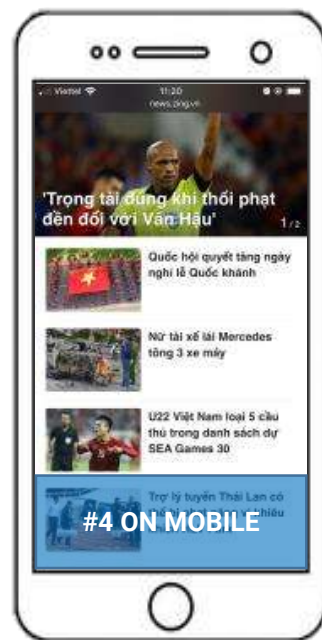 Viettel
11:20
news.zing.vn
'Trọng tài đúng khi thổi phạt
đền đối với Văn Hậu'
1/2
Quốc hội quyết tăng ngày
nghỉ lễ Quốc khánh
Nữ tài xế lái Mercedes
tông 3 xe máy
U22 Việt Nam loại 5 cầu
thủ trong danh sách dự
SEA Games 30
Trợ lý tuyển Thái Lan có
#4 ON MOBILE